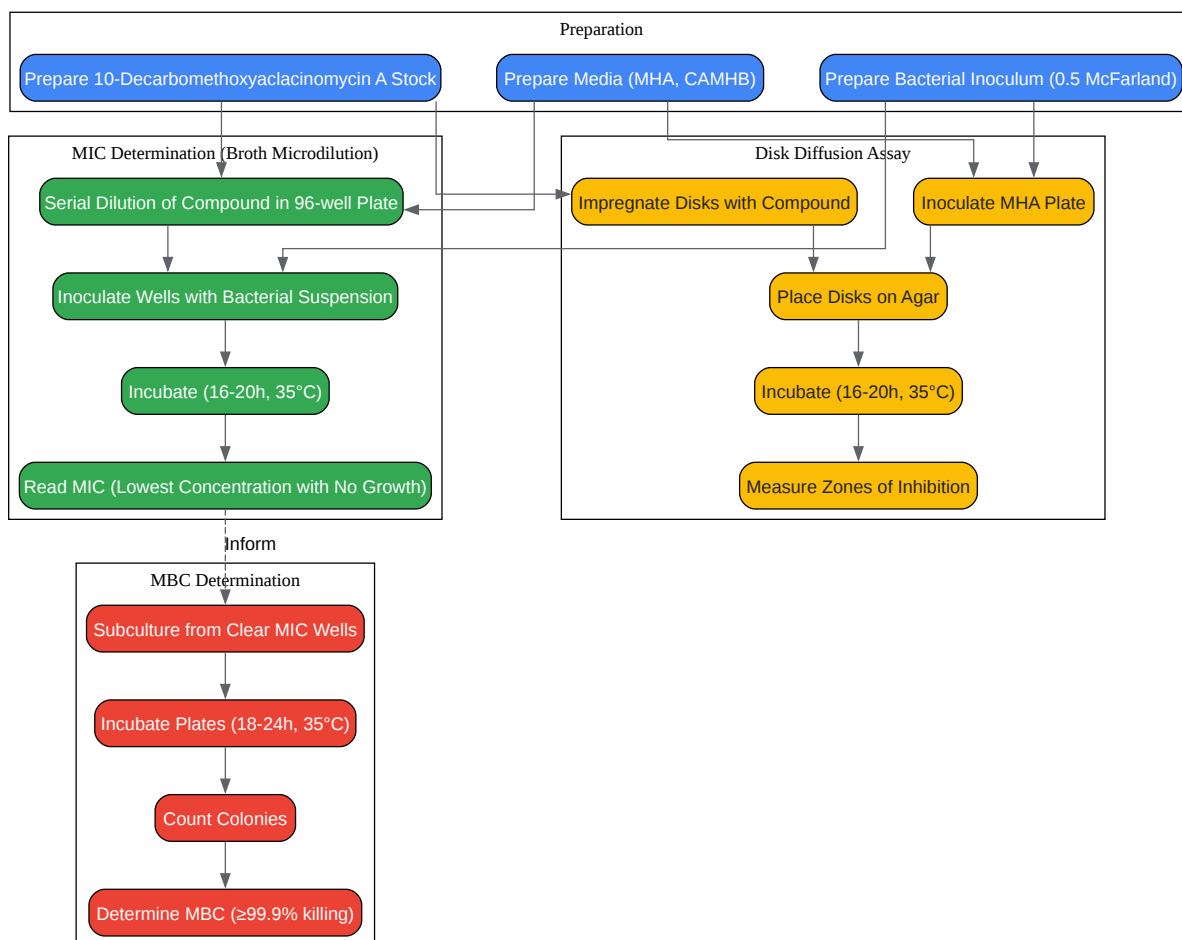 Preparation
Prepare 10-Decarbomethoxyaclacinomycin A Stock
Prepare Media (MHA, CAMHB)
Prepare Bacterial Inoculum (0.5 McFarland)
MIC Determination (Broth Microdilution)
Serial Dilution of Compound in 96-well Plate
Inoculate Wells with Bacterial Suspension
Incubate (16-20h, 35°C)
Read MIC (Lowest Concentration with No Growth)
Disk Diffusion Assay
Impregnate Disks with Compound
Inoculate MHA Plate
Place Disks on Agar
Incubate (16-20h, 35°C)
Measure Zones of Inhibition
Inform
MBC Determination
Subculture from Clear MIC Wells
Incubate Plates (18-24h, 35°C)
Count Colonies
Determine MBC (≥99.9% killing)